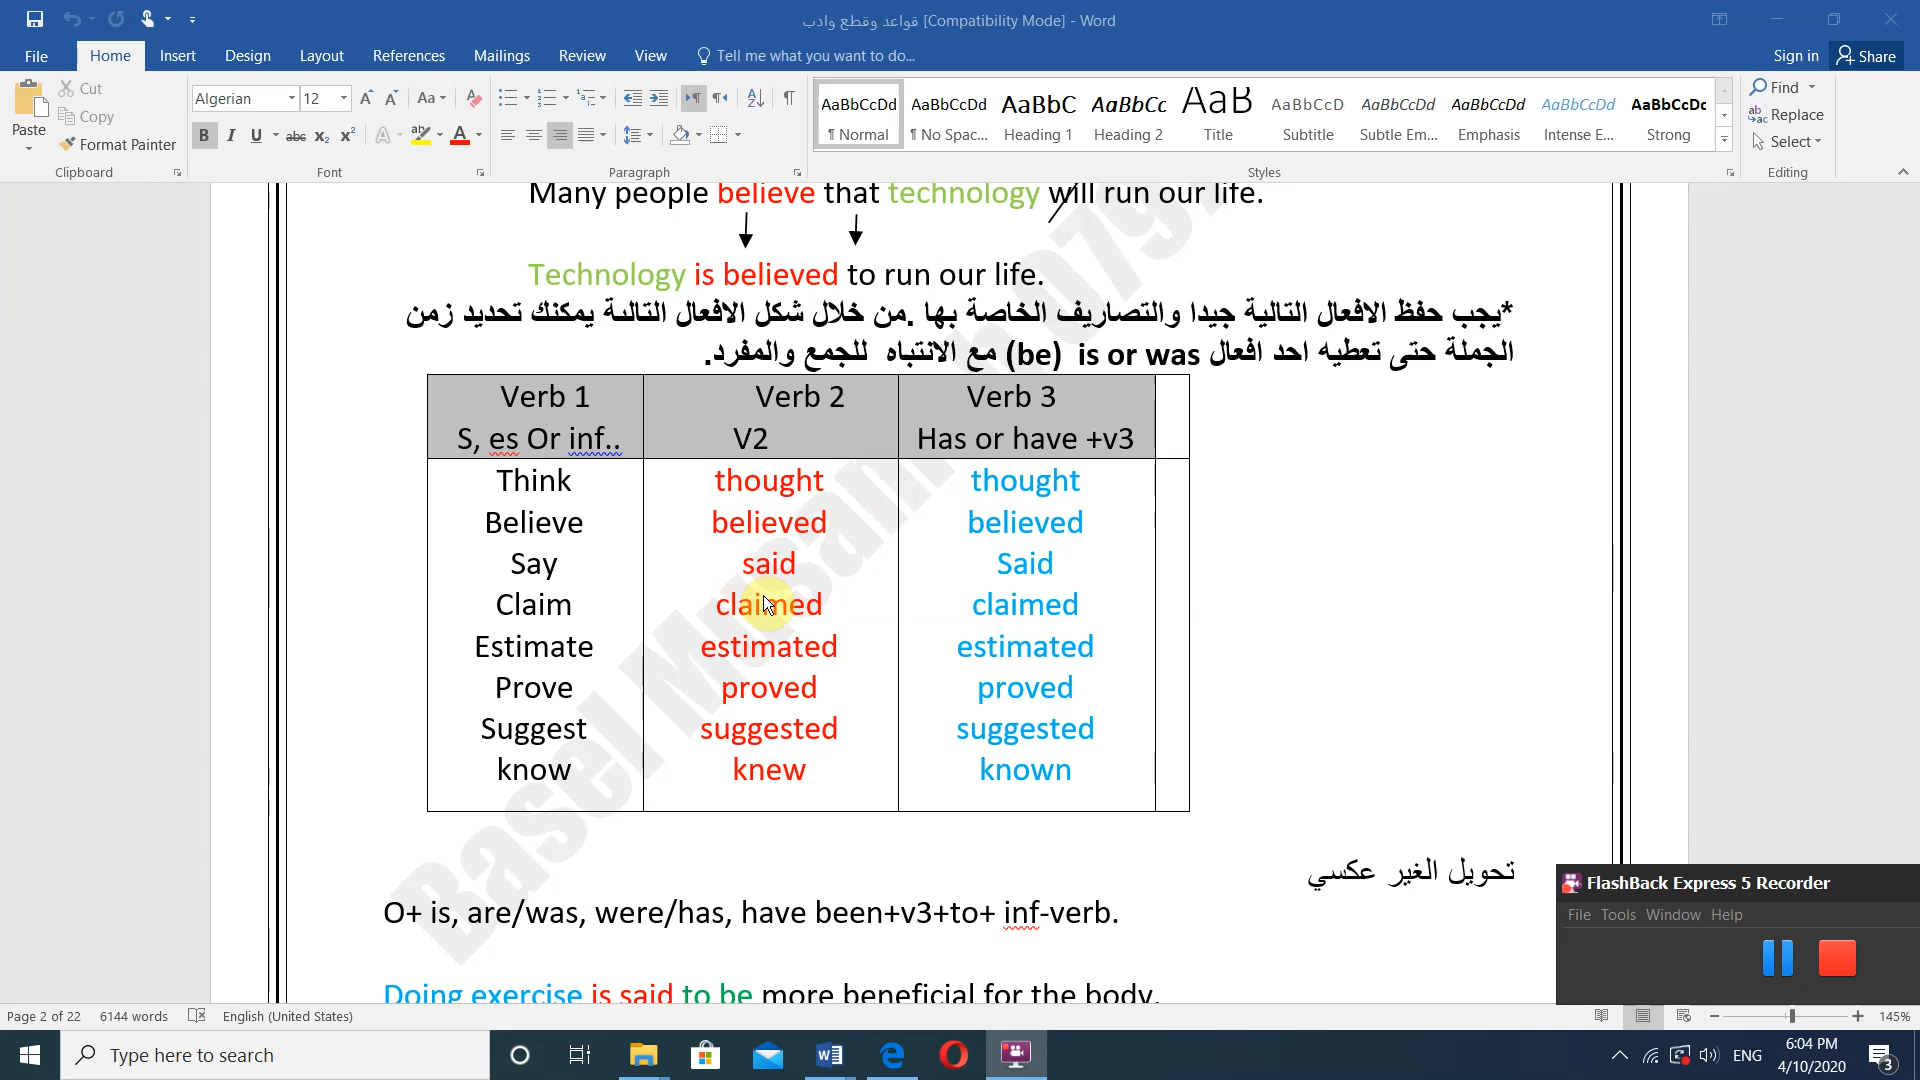 قواعد وقطع وادب [Compatibility Mode] - Word
File Home Insert Design Layout References Mailings Review View Tell me what you want to do... Sign in Share
Paste Cut Copy Format Painter
Algerian 12 Aa
B I U abc X₂ X² A ab A
AaBbCcDd AaBbCcDd AaBbC AaBbCc AaB AaBbCcD AaBbCcDd AaBbCcDd AaBbCcDd AaBbCcDc
¶ Normal ¶ No Spac... Heading 1 Heading 2 Title Subtitle Subtle Em... Emphasis Intense E... Strong
Find Replace Select
Clipboard Font Paragraph Styles Editing
Many people believe that technology will run our life.
Technology is believed to run our life.
*يجب حفظ الافعال التالية جيدا والتصاريف الخاصة بها .من خلال شكل الافعال التالىة يمكنك تحديد زمن
الجملة حتى تعطيه احد افعال is or was (be) مع الانتباه للجمع والمفرد.
Verb 1 Verb 2 Verb 3
S, es Or inf.. V2 Has or have +v3
Think thought thought
Believe believed believed
Say said Said
Claim claimed claimed
Estimate estimated estimated
Prove proved proved
Suggest suggested suggested
know knew known
تحويل الغير عكسي
O+ is, are/was, were/has, have been+v3+to+ inf-verb.
Doing exercise is said to be more beneficial for the body.
FlashBack Express 5 Recorder
File Tools Window Help
Page 2 of 22 6144 words English (United States) 145%
Type here to search
ENG
6:04 PM
4/10/2020
3